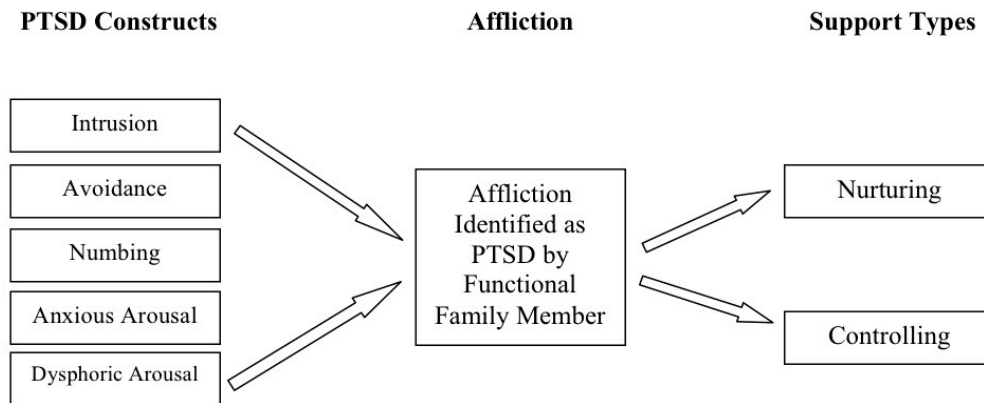 PTSD Constructs
Affliction
Support Types
Intrusion
Avoidance
Numbing
Anxious Arousal
Dysphoric Arousal
Affliction
Identified as
PTSD by
Functional
Family Member
Nurturing
Controlling